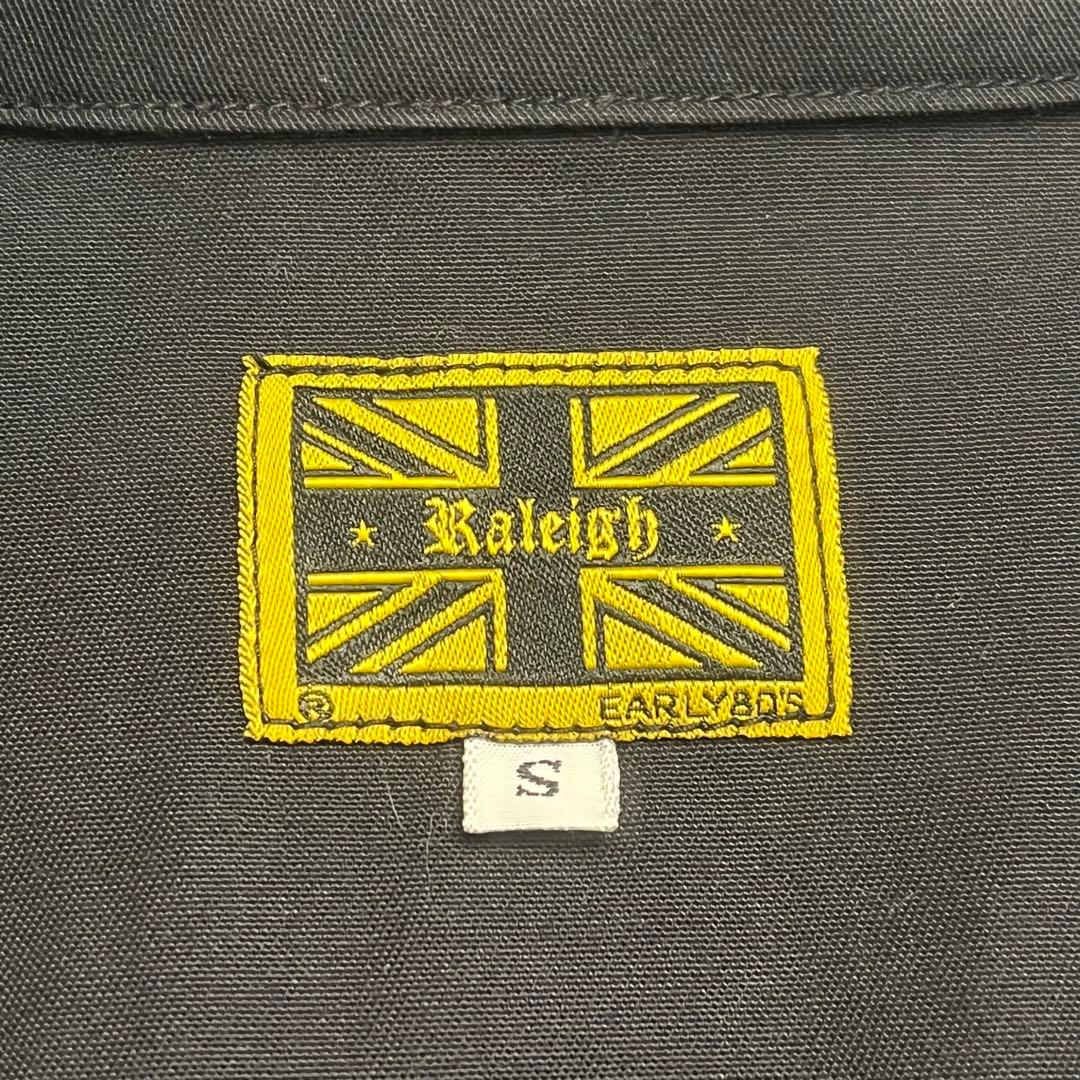 ★ Raleigh ★
® EARLY80'S
S